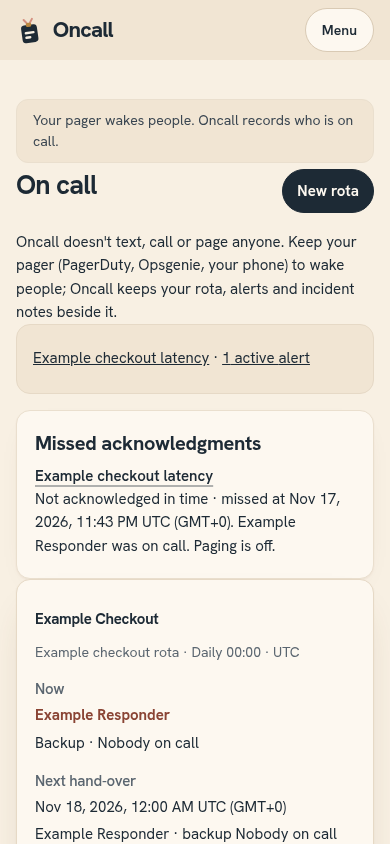 Oncall
Menu
Your pager wakes people. Oncall records who is on
call.
On call
New rota
Oncall doesn't text, call or page anyone. Keep your
pager (PagerDuty, Opsgenie, your phone) to wake
people; Oncall keeps your rota, alerts and incident
notes beside it.
Example checkout latency · 1 active alert
Missed acknowledgments
Example checkout latency
Not acknowledged in time · missed at Nov 17,
2026, 11:43 PM UTC (GMT+0). Example
Responder was on call. Paging is off.
Example Checkout
Example checkout rota · Daily 00:00 · UTC
Now
Example Responder
Backup · Nobody on call
Next hand-over
Nov 18, 2026, 12:00 AM UTC (GMT+0)
Example Responder · backup Nobody on call